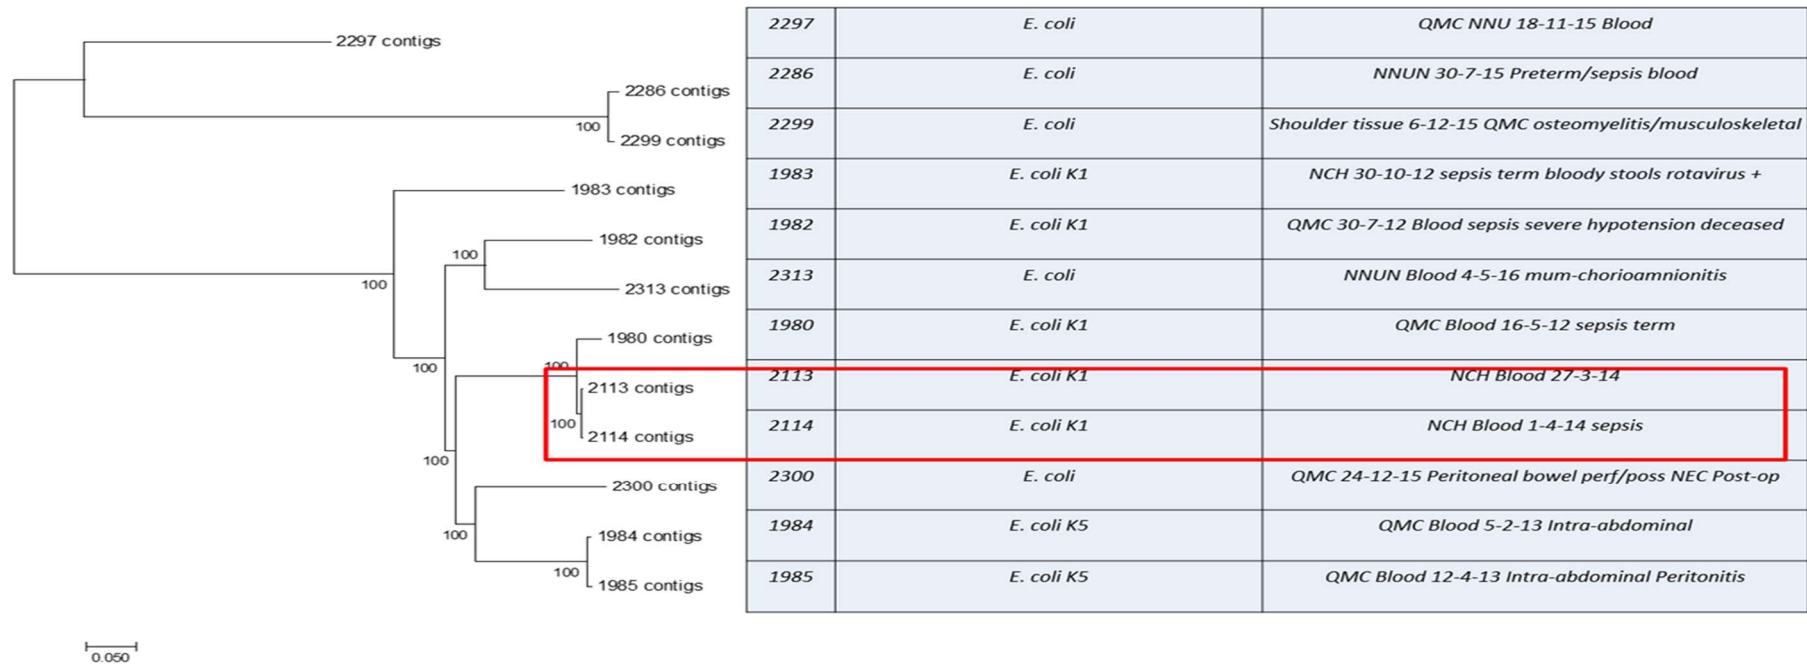 2297 contigs 2297 E. coli QMC NNU 18-11-15 Blood
2286 contigs 2286 E. coli NNUN 30-7-15 Preterm/sepsis blood
100
2299 contigs 2299 E. coli Shoulder tissue 6-12-15 QMC osteomyelitis/musculoskeletal
1983 contigs 1983 E. coli K1 NCH 30-10-12 sepsis term bloody stools rotavirus +
1982 contigs 1982 E. coli K1 QMC 30-7-12 Blood sepsis severe hypotension deceased
100
100
2313 contigs 2313 E. coli NNUN Blood 4-5-16 mum-chorioamnionitis
1980 contigs 1980 E. coli K1 QMC Blood 16-5-12 sepsis term
100
100
2113 contigs 2113 E. coli K1 NCH Blood 27-3-14
100
2114 contigs 2114 E. coli K1 NCH Blood 1-4-14 sepsis
100
2300 contigs 2300 E. coli QMC 24-12-15 Peritoneal bowel perf/poss NEC Post-op
100
1984 contigs 1984 E. coli K5 QMC Blood 5-2-13 Intra-abdominal
100
1985 contigs 1985 E. coli K5 QMC Blood 12-4-13 Intra-abdominal Peritonitis
0.050